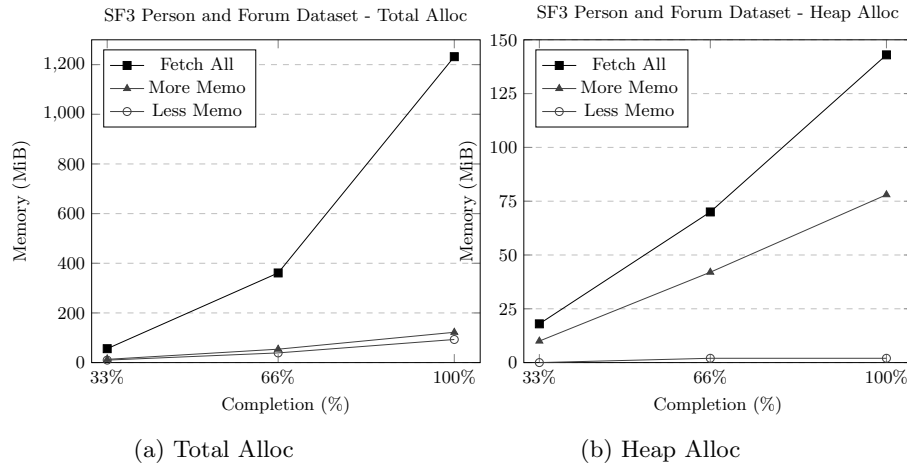 SF3 Person and Forum Dataset - Total Alloc
1,200
1,000
800
600
400
200
0
Memory (MiB)
Fetch All
More Memo
Less Memo
33%
66%
100%
Completion (%)
(a) Total Alloc
SF3 Person and Forum Dataset - Heap Alloc
150
125
100
75
50
25
0
Memory (MiB)
Fetch All
More Memo
Less Memo
33%
66%
100%
Completion (%)
(b) Heap Alloc